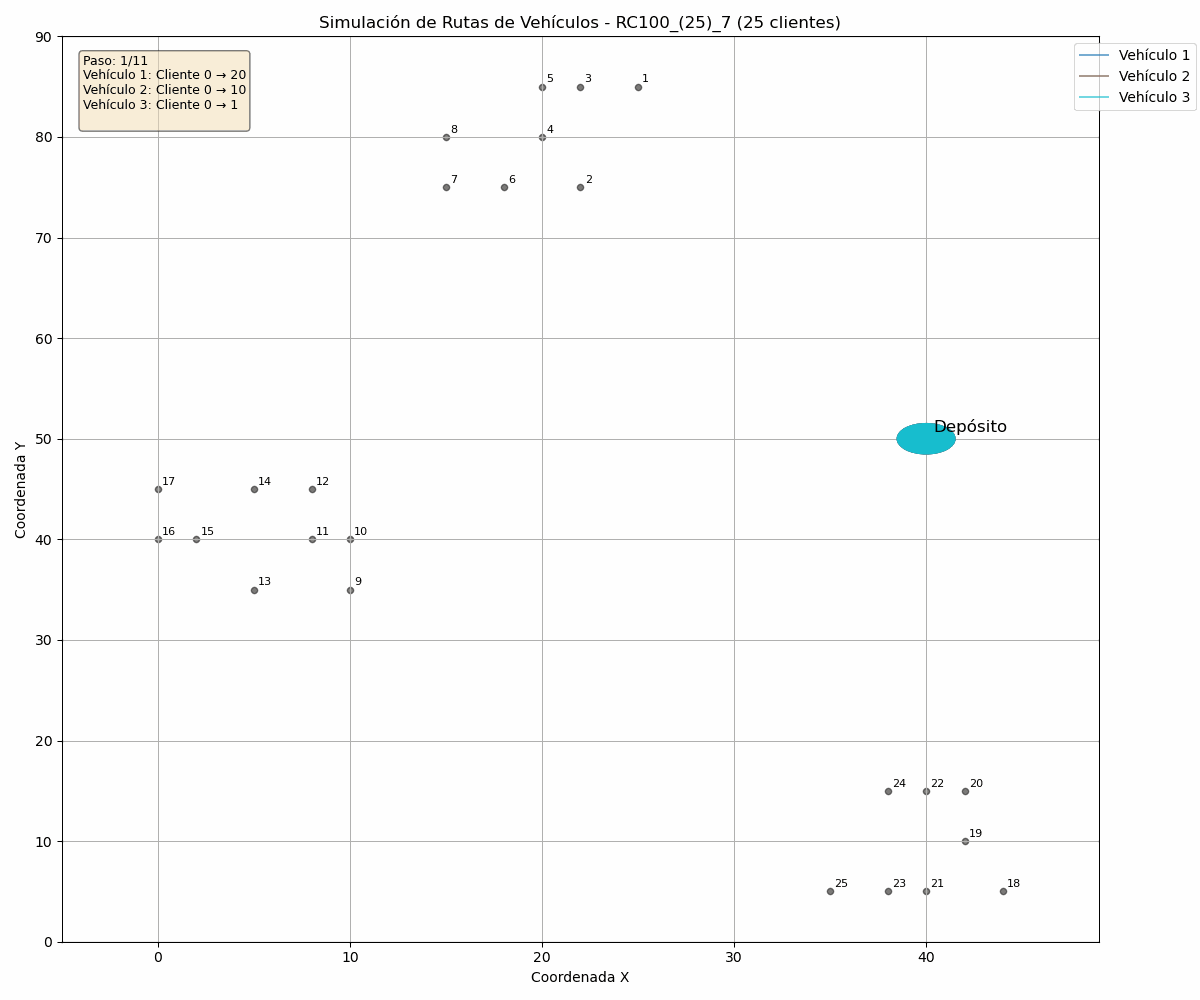 Simulación de Rutas de Vehículos - RC100_(25)_7 (25 clientes)
90
Paso: 1/11
Vehículo 1: Cliente 0 → 20
Vehículo 2: Cliente 0 → 10
Vehículo 3: Cliente 0 → 1
Vehículo 1
Vehículo 2
Vehículo 3
5 3 1
80
8 4
7 6 2
70
60
Depósito
50
17 14 12
Coordenada Y
40
16 15 11 10
13 9
30
20
24 22 20
19
10
25 23 21 18
0
0 10 20 30 40
Coordenada X